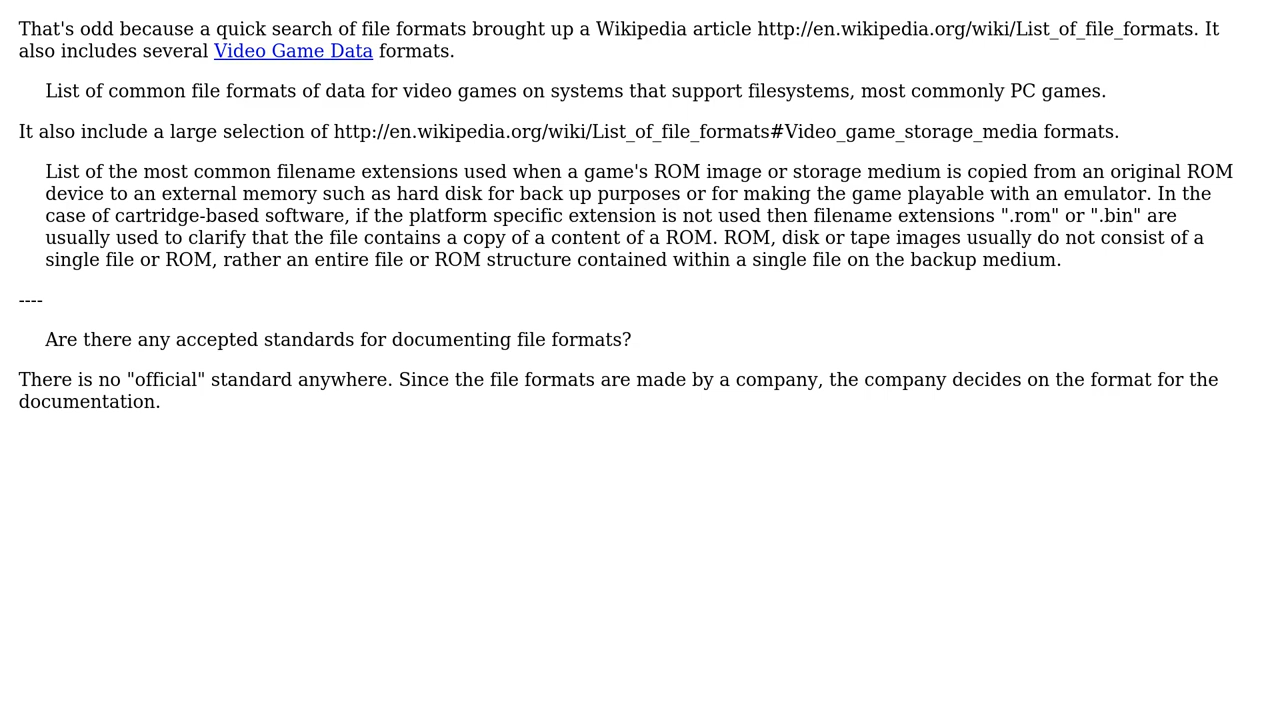 That's odd because a quick search of file formats brought up a Wikipedia article http://en.wikipedia.org/wiki/List_of_file_formats. It
also includes several Video Game Data formats.
List of common file formats of data for video games on systems that support filesystems, most commonly PC games.
It also include a large selection of http://en.wikipedia.org/wiki/List_of_file_formats#Video_game_storage_media formats.
List of the most common filename extensions used when a game's ROM image or storage medium is copied from an original ROM
device to an external memory such as hard disk for back up purposes or for making the game playable with an emulator. In the
case of cartridge-based software, if the platform specific extension is not used then filename extensions ".rom" or ".bin" are
usually used to clarify that the file contains a copy of a content of a ROM. ROM, disk or tape images usually do not consist of a
single file or ROM, rather an entire file or ROM structure contained within a single file on the backup medium.
----
Are there any accepted standards for documenting file formats?
There is no "official" standard anywhere. Since the file formats are made by a company, the company decides on the format for the
documentation.